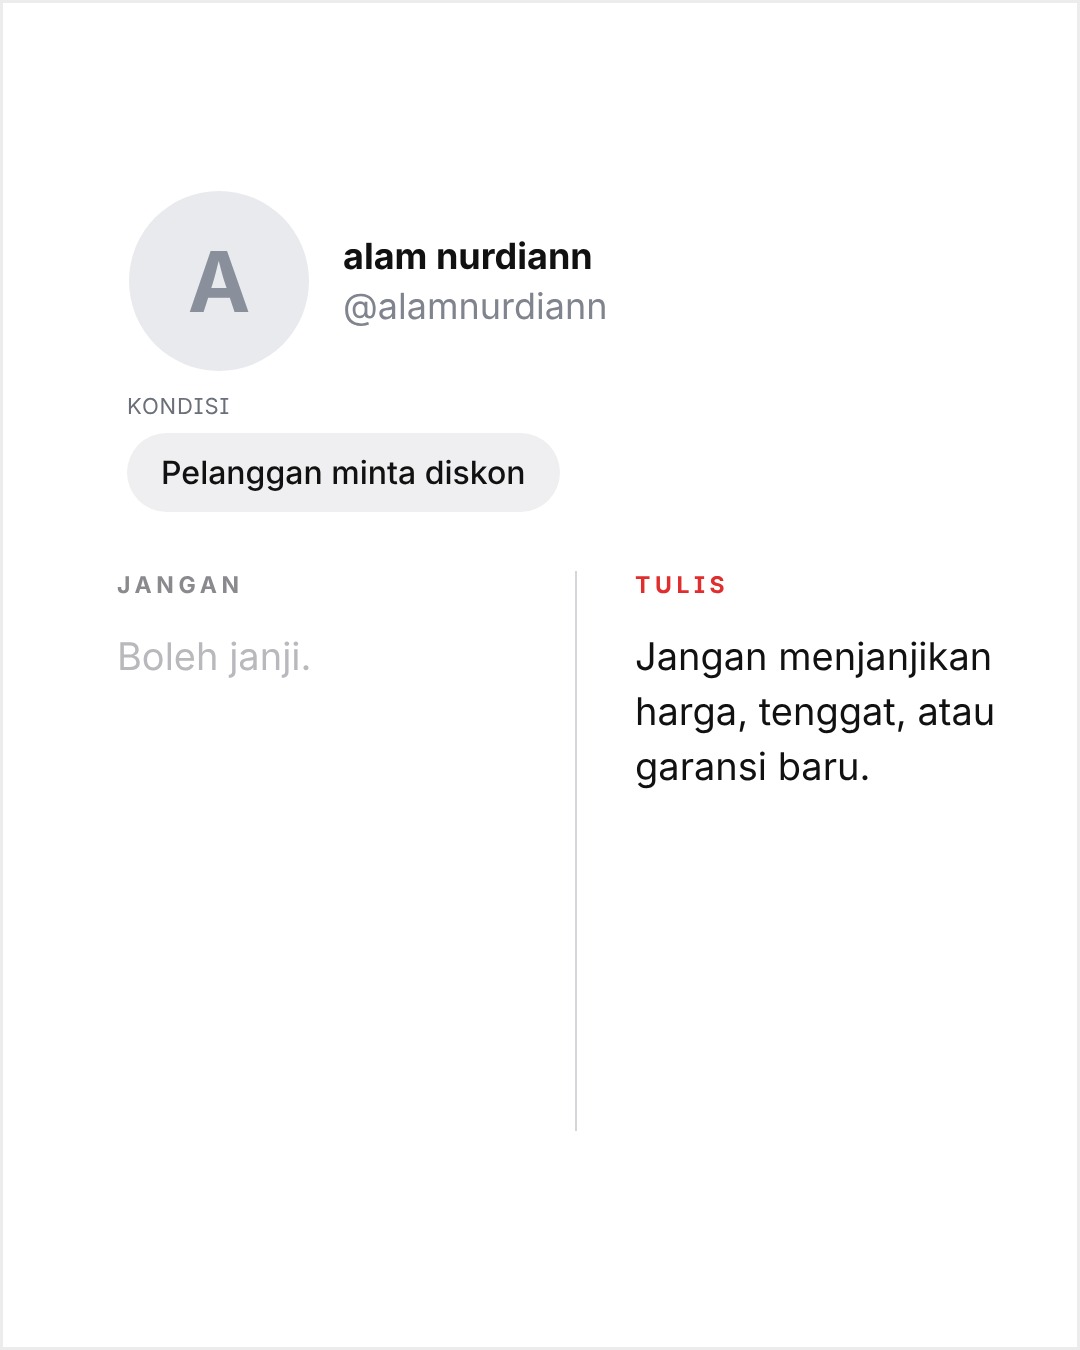 A
alam nurdiann
@alamnurdiann
KONDISI
Pelanggan minta diskon
JANGAN
Boleh janji.
TULIS
Jangan menjanjikan
harga, tenggat, atau
garansi baru.